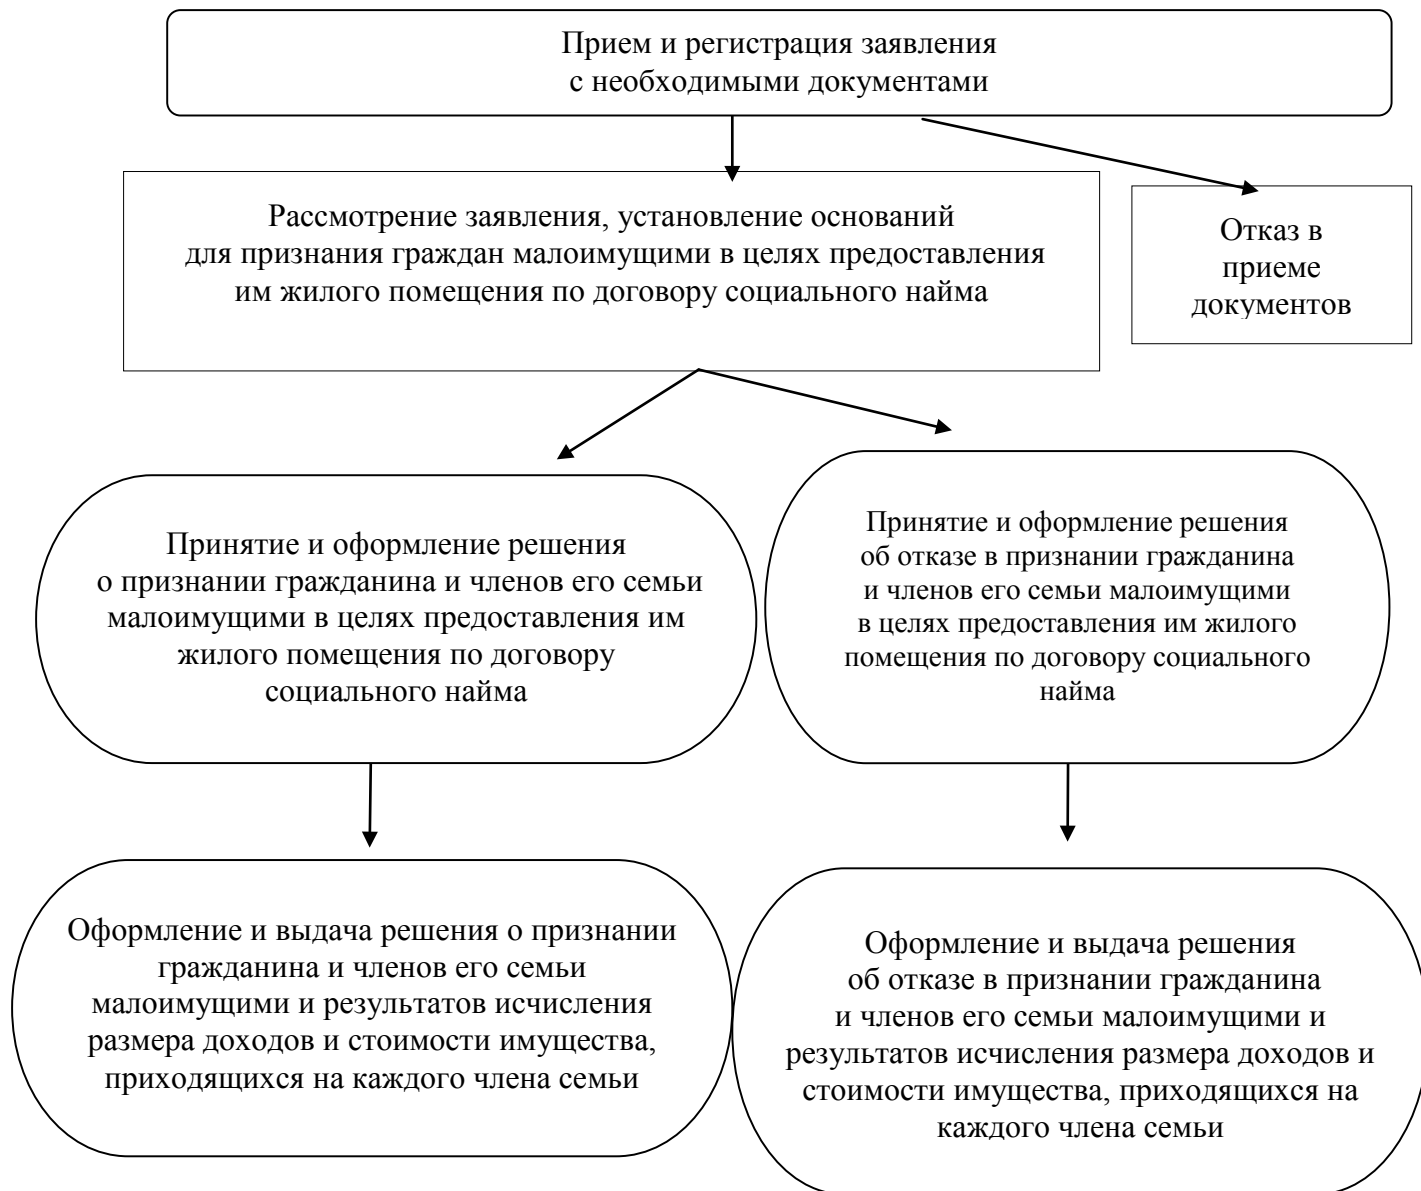 Прием и регистрация заявления
с необходимыми документами
Рассмотрение заявления, установление оснований
для признания граждан малоимущими в целях предоставления
им жилого помещения по договору социального найма
Отказ в
приеме
документов
Принятие и оформление решения
о признании гражданина и членов его семьи
малоимущими в целях предоставления им
жилого помещения по договору
социального найма
Принятие и оформление решения
об отказе в признании гражданина
и членов его семьи малоимущими
в целях предоставления им жилого
помещения по договору социального
найма
Оформление и выдача решения о признании
гражданина и членов его семьи
малоимущими и результатов исчисления
размера доходов и стоимости имущества,
приходящихся на каждого члена семьи
Оформление и выдача решения
об отказе в признании гражданина
и членов его семьи малоимущими и
результатов исчисления размера доходов и
стоимости имущества, приходящихся на
каждого члена семьи